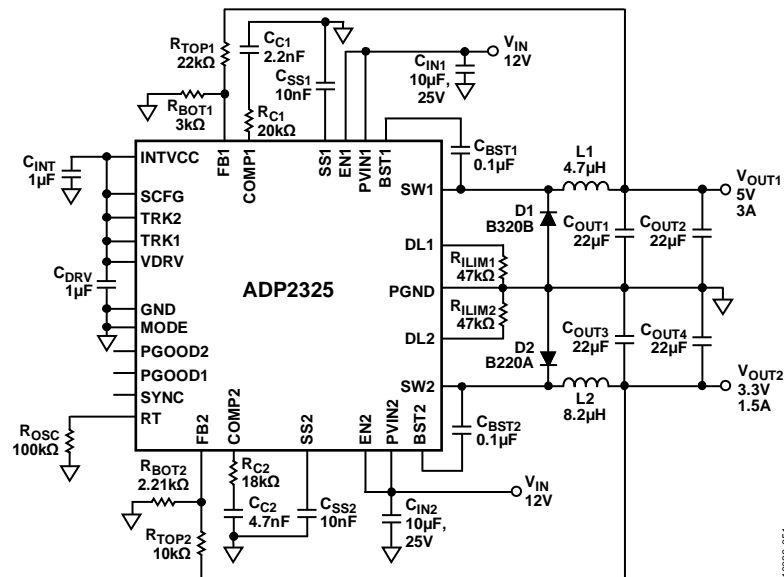 RTOP1
22kΩ
CC1
2.2nF
CSS1
10nF
VIN
12V
CIN1
10µF,
25V
RBOT1
3kΩ
RC1
20kΩ
CINT
1µF
FB1
COMP1
SS1
EN1
PVIN1
BST1
CBST1
0.1µF
L1
4.7µH
INTVCC
SCFG
TRK2
TRK1
VDRV
GND
MODE
PGOOD2
PGOOD1
SYNC
RT
CDRV
1µF
ROSC
100kΩ
ADP2325
SW1
DL1
PGND
DL2
SW2
D1
B320B
RILIM1
47kΩ
RILIM2
47kΩ
D2
B220A
COUT1
22µF
COUT2
22µF
COUT3
22µF
COUT4
22µF
VOUT1
5V
3A
VOUT2
3.3V
1.5A
L2
8.2µH
FB2
COMP2
SS2
EN2
PVIN2
BST2
CBST2
0.1µF
RBOT2
2.21kΩ
RC2
18kΩ
CC2
4.7nF
CSS2
10nF
RTOP2
10kΩ
CIN2
10µF,
25V
VIN
12V